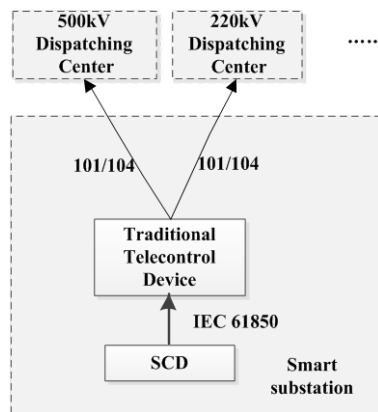 500kV
Dispatching
Center
220kV
Dispatching
Center
......
101/104
101/104
Traditional
Telecontrol
Device
IEC 61850
SCD
Smart
substation